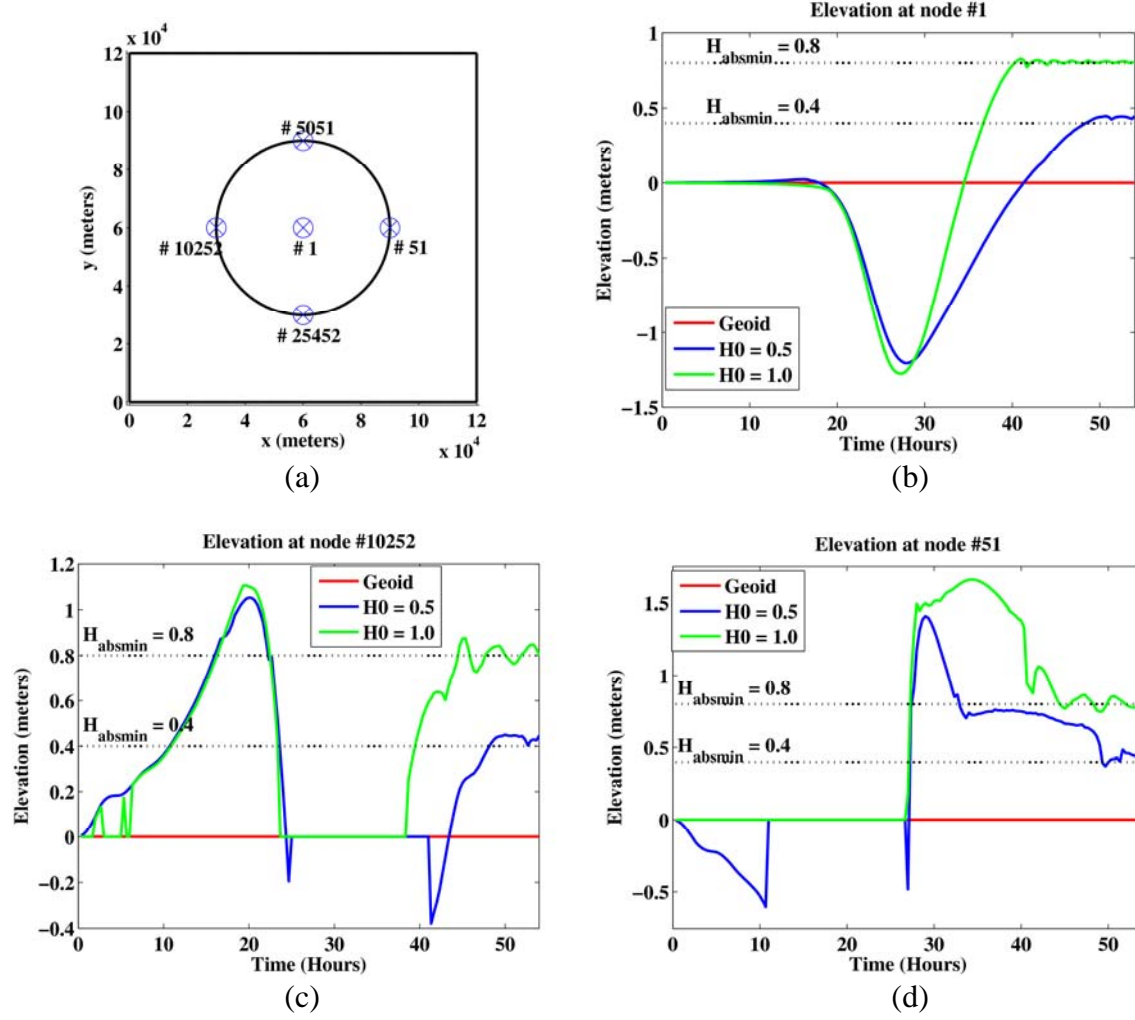 x 10⁴
12
10
8
6
4
2
0
0 2 4 6 8 10 12
y (meters)
x (meters)
x 10⁴
# 5051
# 10252
# 1
# 51
# 25452
(a)
Elevation at node #1
1
0.5
0
−0.5
−1
−1.5
0 10 20 30 40 50
Elevation (meters)
Time (Hours)
H_absmin = 0.8
H_absmin = 0.4
Geoid
H0 = 0.5
H0 = 1.0
(b)
Elevation at node #10252
1.2
1
0.8
0.6
0.4
0.2
0
−0.2
−0.4
0 10 20 30 40 50
Elevation (meters)
Time (Hours)
H_absmin = 0.8
H_absmin = 0.4
Geoid
H0 = 0.5
H0 = 1.0
(c)
Elevation at node #51
1.5
1
0.5
0
−0.5
0 10 20 30 40 50
Elevation (meters)
Time (Hours)
Geoid
H0 = 0.5
H0 = 1.0
H_absmin = 0.8
H_absmin = 0.4
(d)